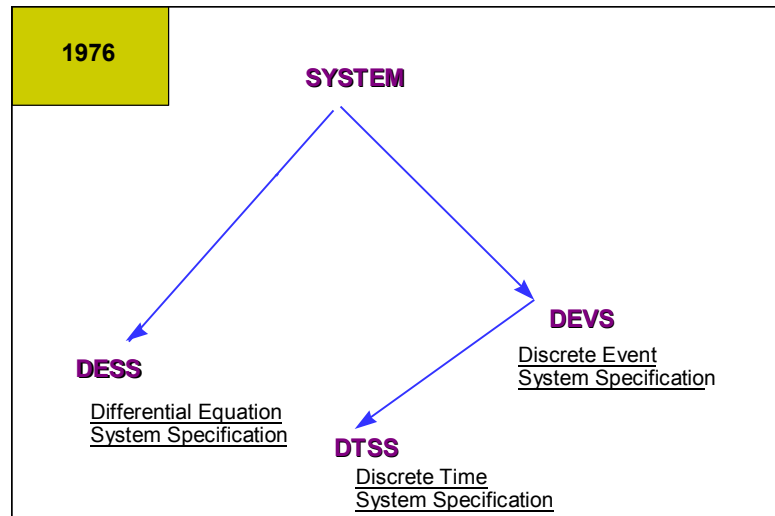 1976
SYSTEM
DEVS
Discrete Event
System Specification
DESS
Differential Equation
System Specification
DTSS
Discrete Time
System Specification